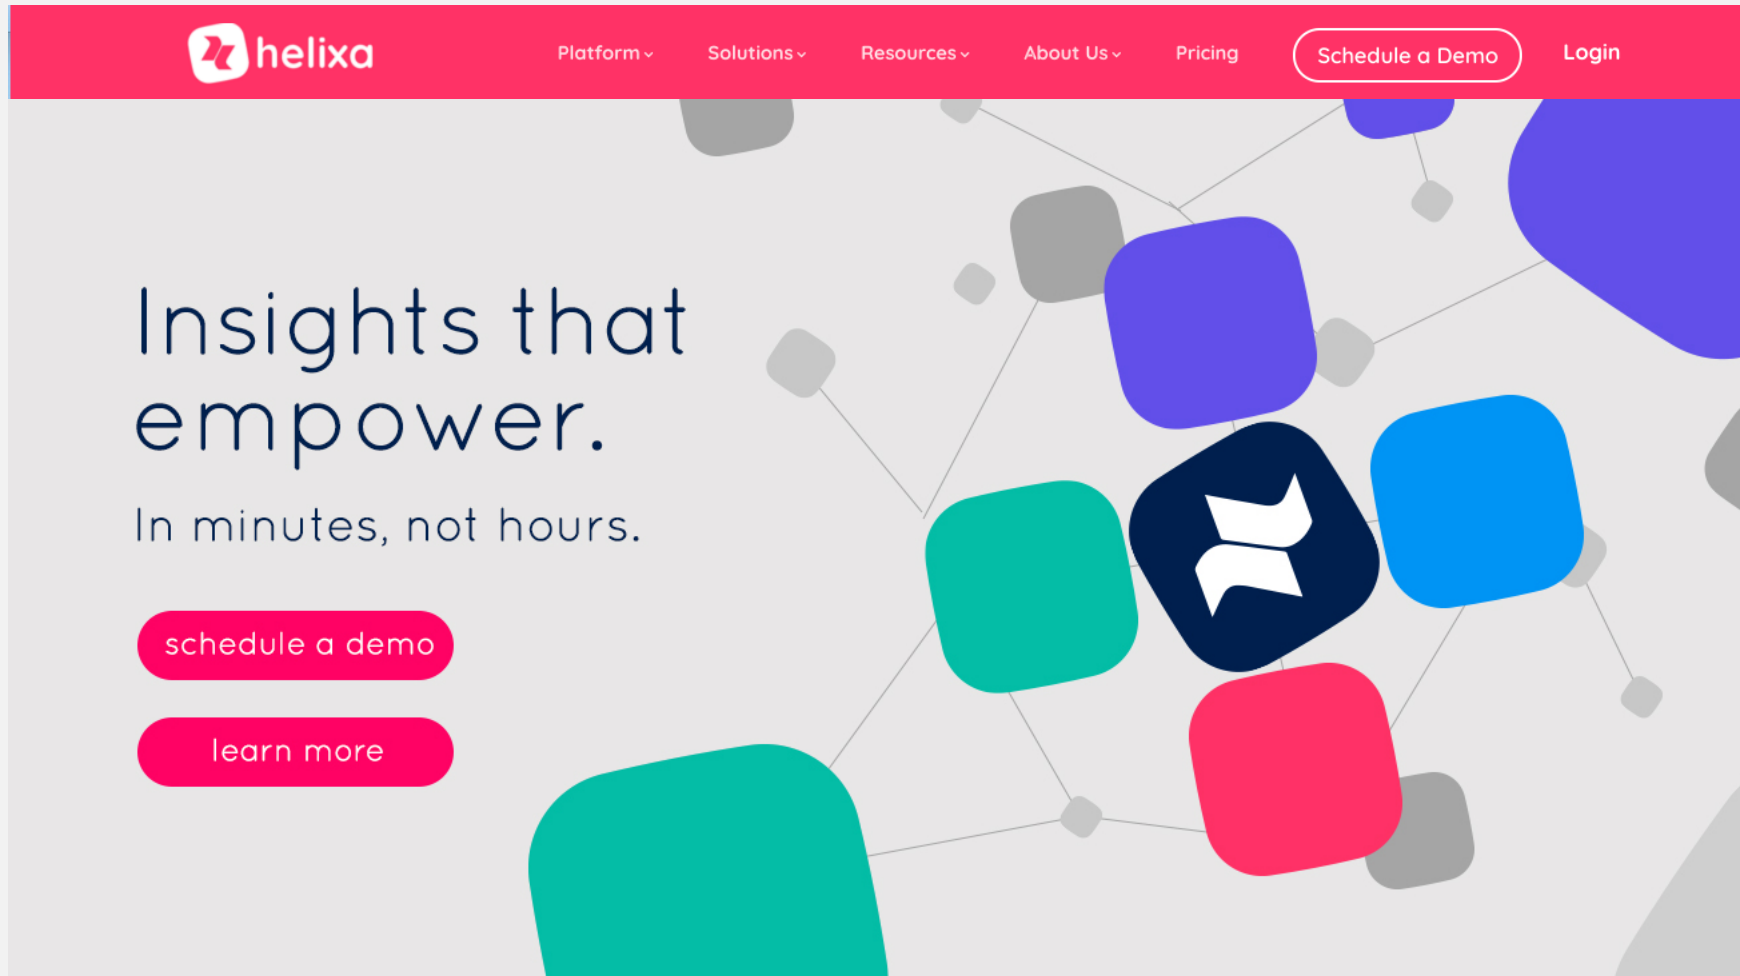 helixa
Platform
Solutions
Resources
About Us
Pricing
Schedule a Demo
Login
Insights that
empower.
In minutes, not hours.
schedule a demo
learn more